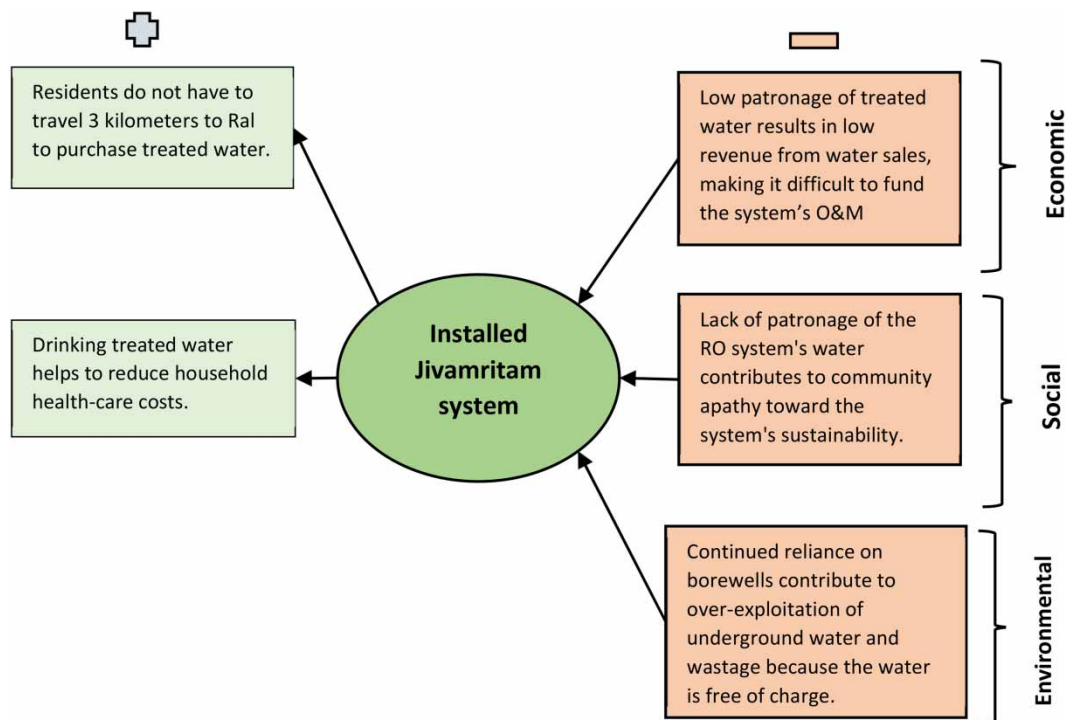 Residents do not have to
travel 3 kilometers to Ral
to purchase treated water.
Drinking treated water
helps to reduce household
health-care costs.
Installed
Jivamritam
system
Low patronage of treated
water results in low
revenue from water sales,
making it difficult to fund
the system’s O&M
Economic
Lack of patronage of the
RO system's water
contributes to community
apathy toward the
system's sustainability.
Social
Continued reliance on
borewells contribute to
over-exploitation of
underground water and
wastage because the water
is free of charge.
Environmental